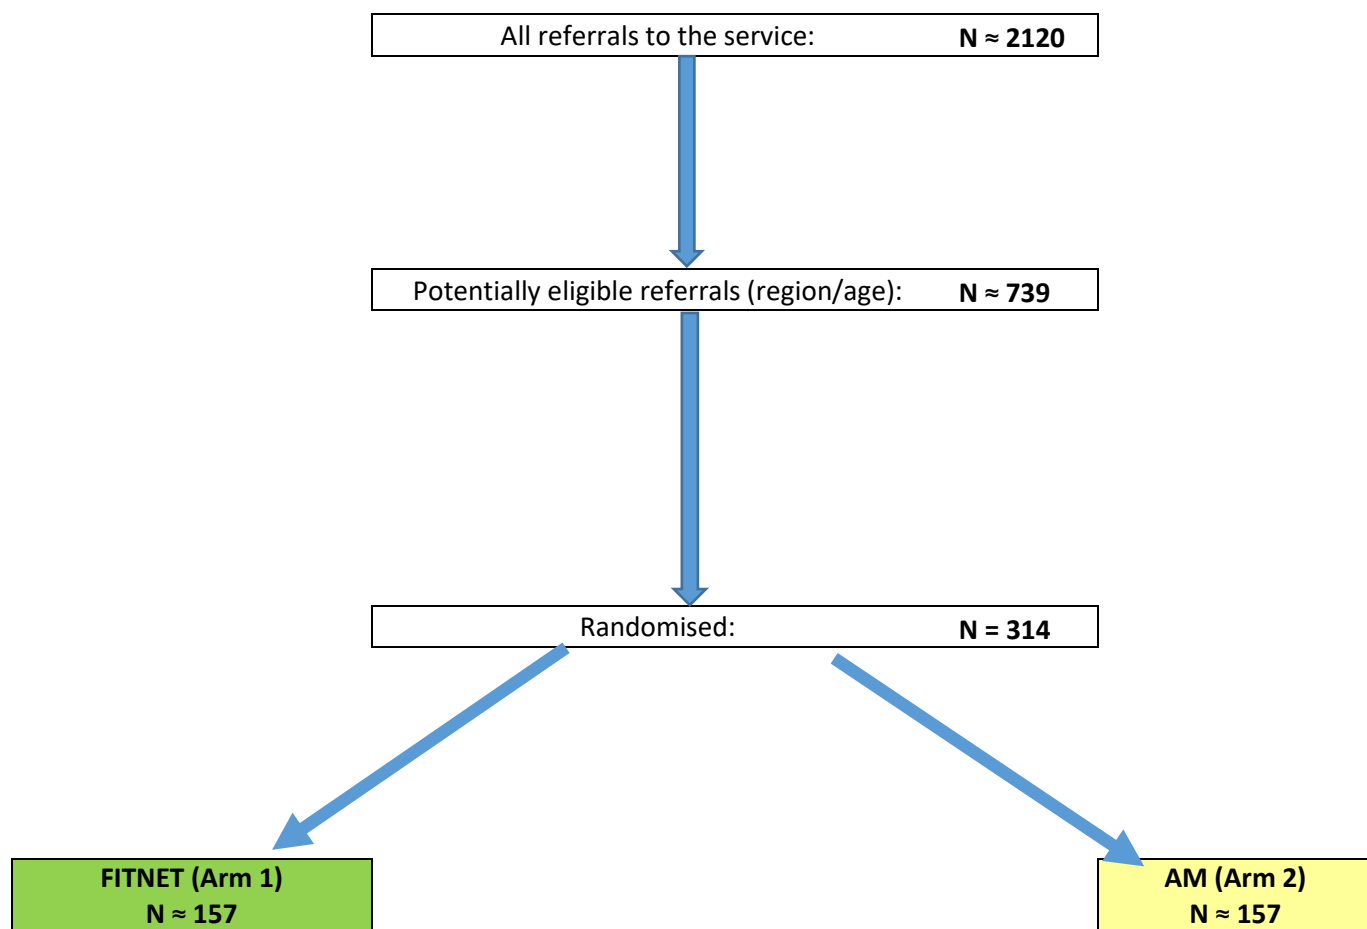 All referrals to the service: N ≈ 2120
Potentially eligible referrals (region/age): N ≈ 739
Randomised: N = 314
FITNET (Arm 1)
N ≈ 157
AM (Arm 2)
N ≈ 157